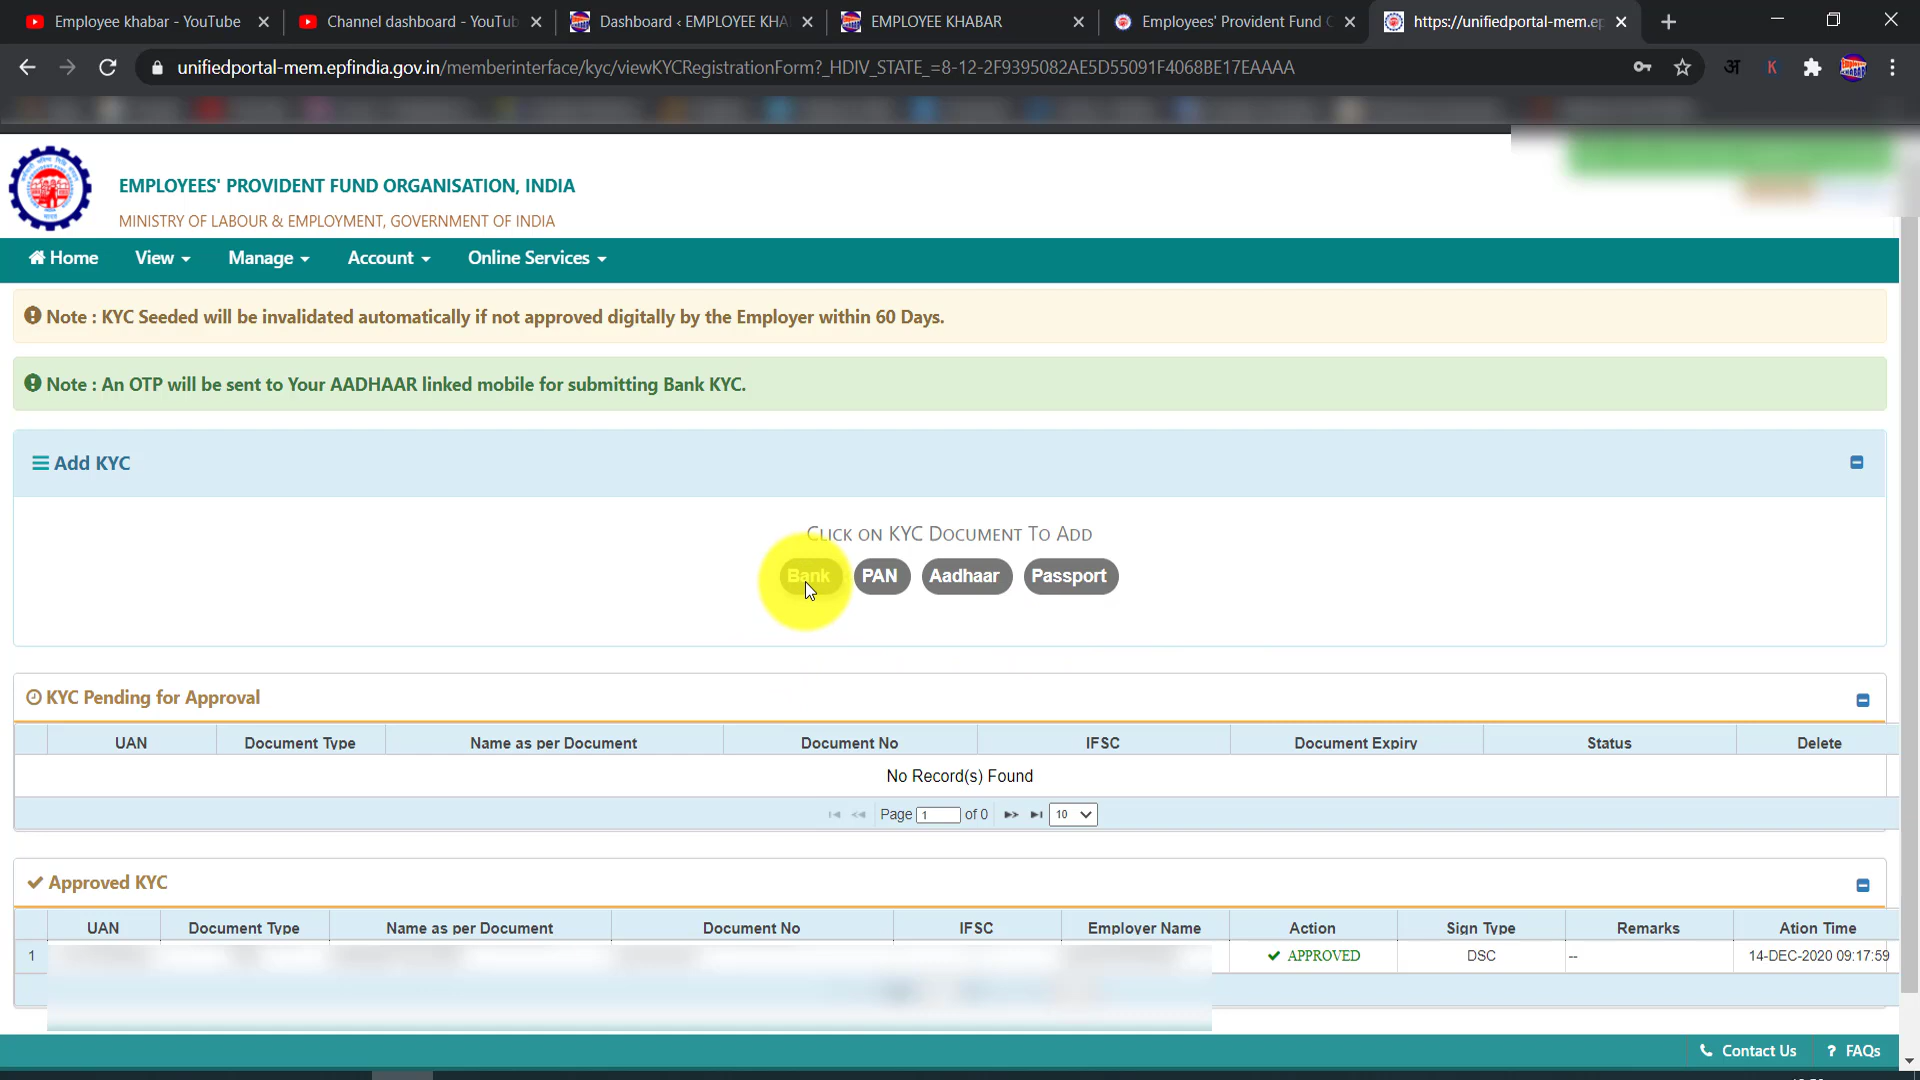 Employee khabar - YouTube
Channel dashboard - YouTub
Dashboard ‹ EMPLOYEE KHA
EMPLOYEE KHABAR
Employees' Provident Fund
https://unifiedportal-mem.ep
unifiedportal-mem.epfindia.gov.in/memberinterface/kyc/viewKYCRegistrationForm?_HDIV_STATE_=8-12-2F9395082AE5D55091F4068BE17EAAAA
अ K
EMPLOYEES' PROVIDENT FUND ORGANISATION, INDIA
MINISTRY OF LABOUR & EMPLOYMENT, GOVERNMENT OF INDIA
Home View Manage Account Online Services
Note : KYC Seeded will be invalidated automatically if not approved digitally by the Employer within 60 Days.
Note : An OTP will be sent to Your AADHAAR linked mobile for submitting Bank KYC.
Add KYC
CLICK ON KYC DOCUMENT TO ADD
Bank PAN Aadhaar Passport
KYC Pending for Approval
UAN Document Type Name as per Document Document No IFSC Document Expiry Status Delete
No Record(s) Found
Page 1 of 0 10
Approved KYC
UAN Document Type Name as per Document Document No IFSC Employer Name Action Sign Type Remarks Ation Time
1 APPROVED DSC -- 14-DEC-2020 09:17:59
Contact Us ? FAQs